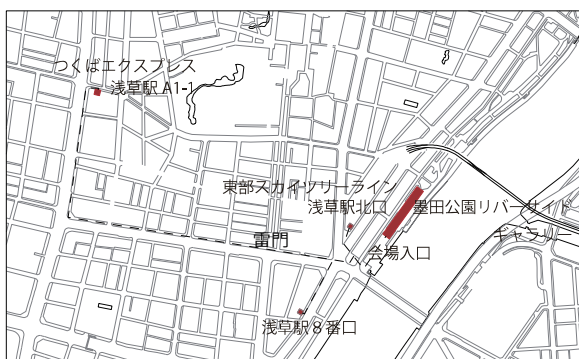 つくばエクスプレス
浅草駅 A1-1
東部スカイツリーライン
浅草駅北口
墨田公園リバーサイド
ギャラリー
雷門
会場入口
浅草駅８番口